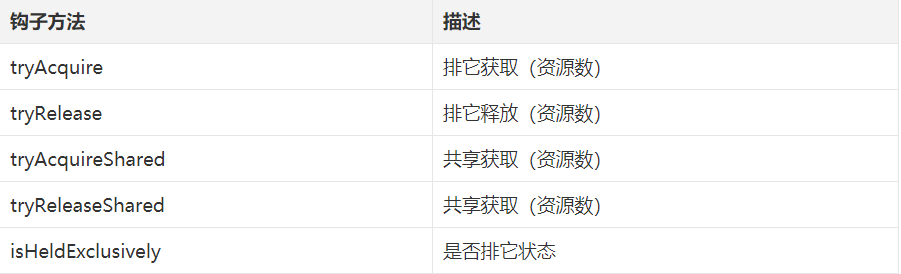 钩子方法 描述
tryAcquire 排它获取（资源数）
tryRelease 排它释放（资源数）
tryAcquireShared 共享获取（资源数）
tryReleaseShared 共享获取（资源数）
isHeldExclusively 是否排它状态